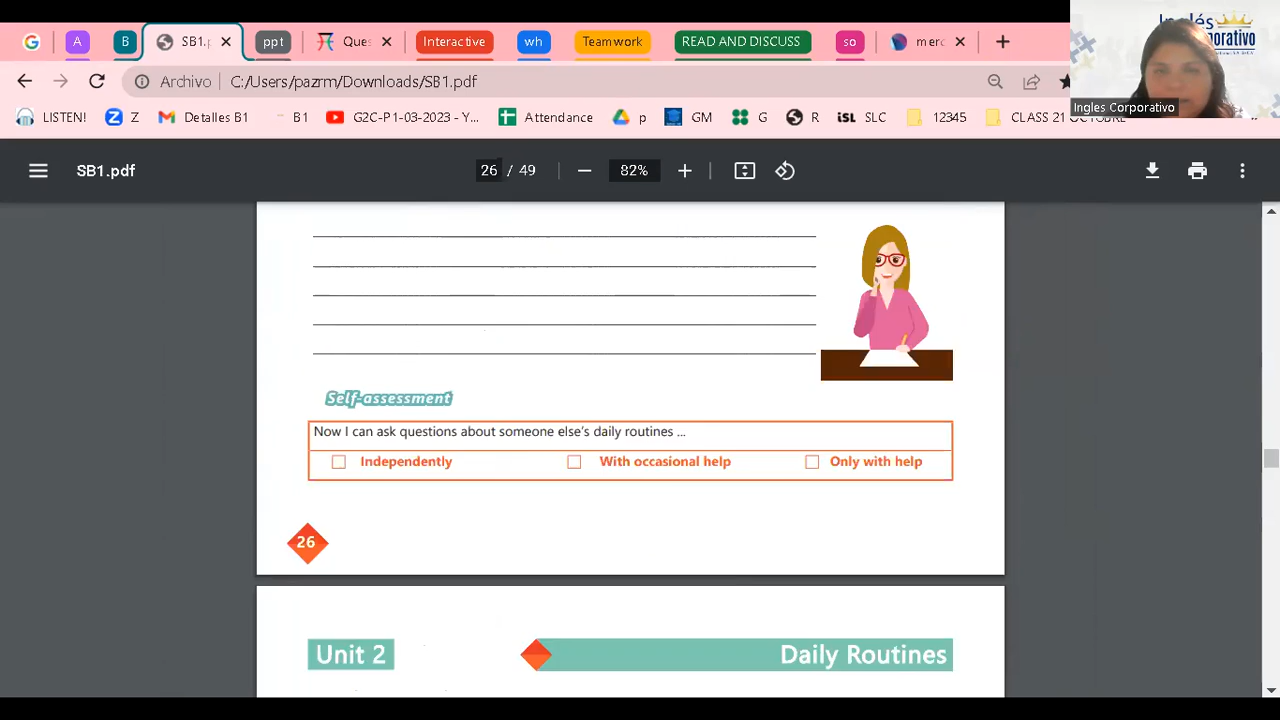 SB1.p
ppt
Ques
Interactive
wh
Teamwork
READ AND DISCUSS
so
merc
Inglés
Archivo
C:/Users/pazrm/Downloads/SB1.pdf
Ingles Corporativo
LISTEN!
Z
Detalles B1
B1
G2C-P1-03-2023 - Y...
Attendance
p
GM
G
R
SLC
12345
CLASS 21 OCTUBRE
SB1.pdf
26 / 49
82%
Self-assessment
Now I can ask questions about someone else's daily routines ...
Independently
With occasional help
Only with help
26
Unit 2
Daily Routines